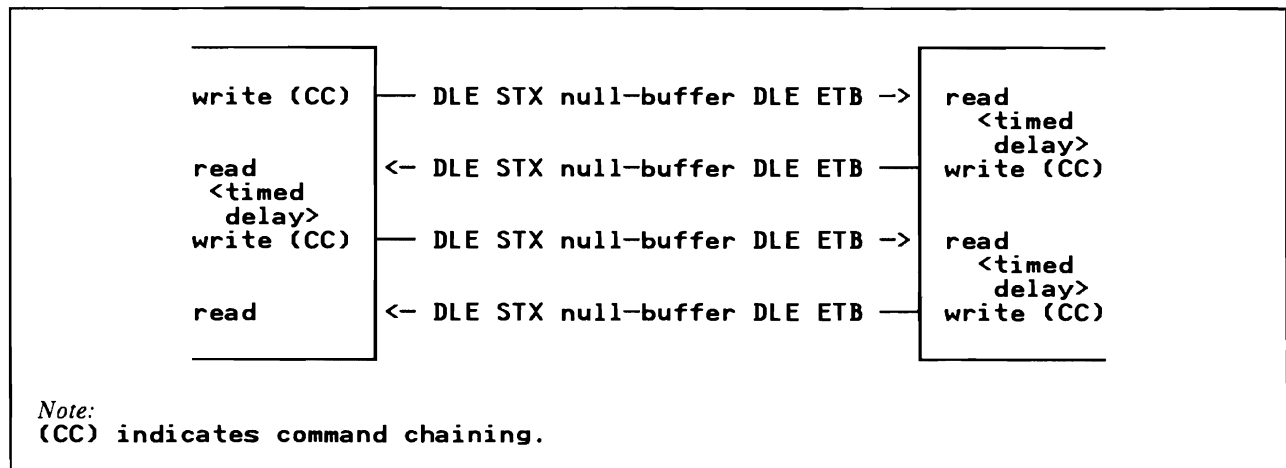 write (CC) — DLE STX null-buffer DLE ETB —> read
<timed
delay>
read <— DLE STX null-buffer DLE ETB — write (CC)
<timed
delay>
write (CC) — DLE STX null-buffer DLE ETB —> read
<timed
delay>
read <— DLE STX null-buffer DLE ETB — write (CC)
Note:
(CC) indicates command chaining.